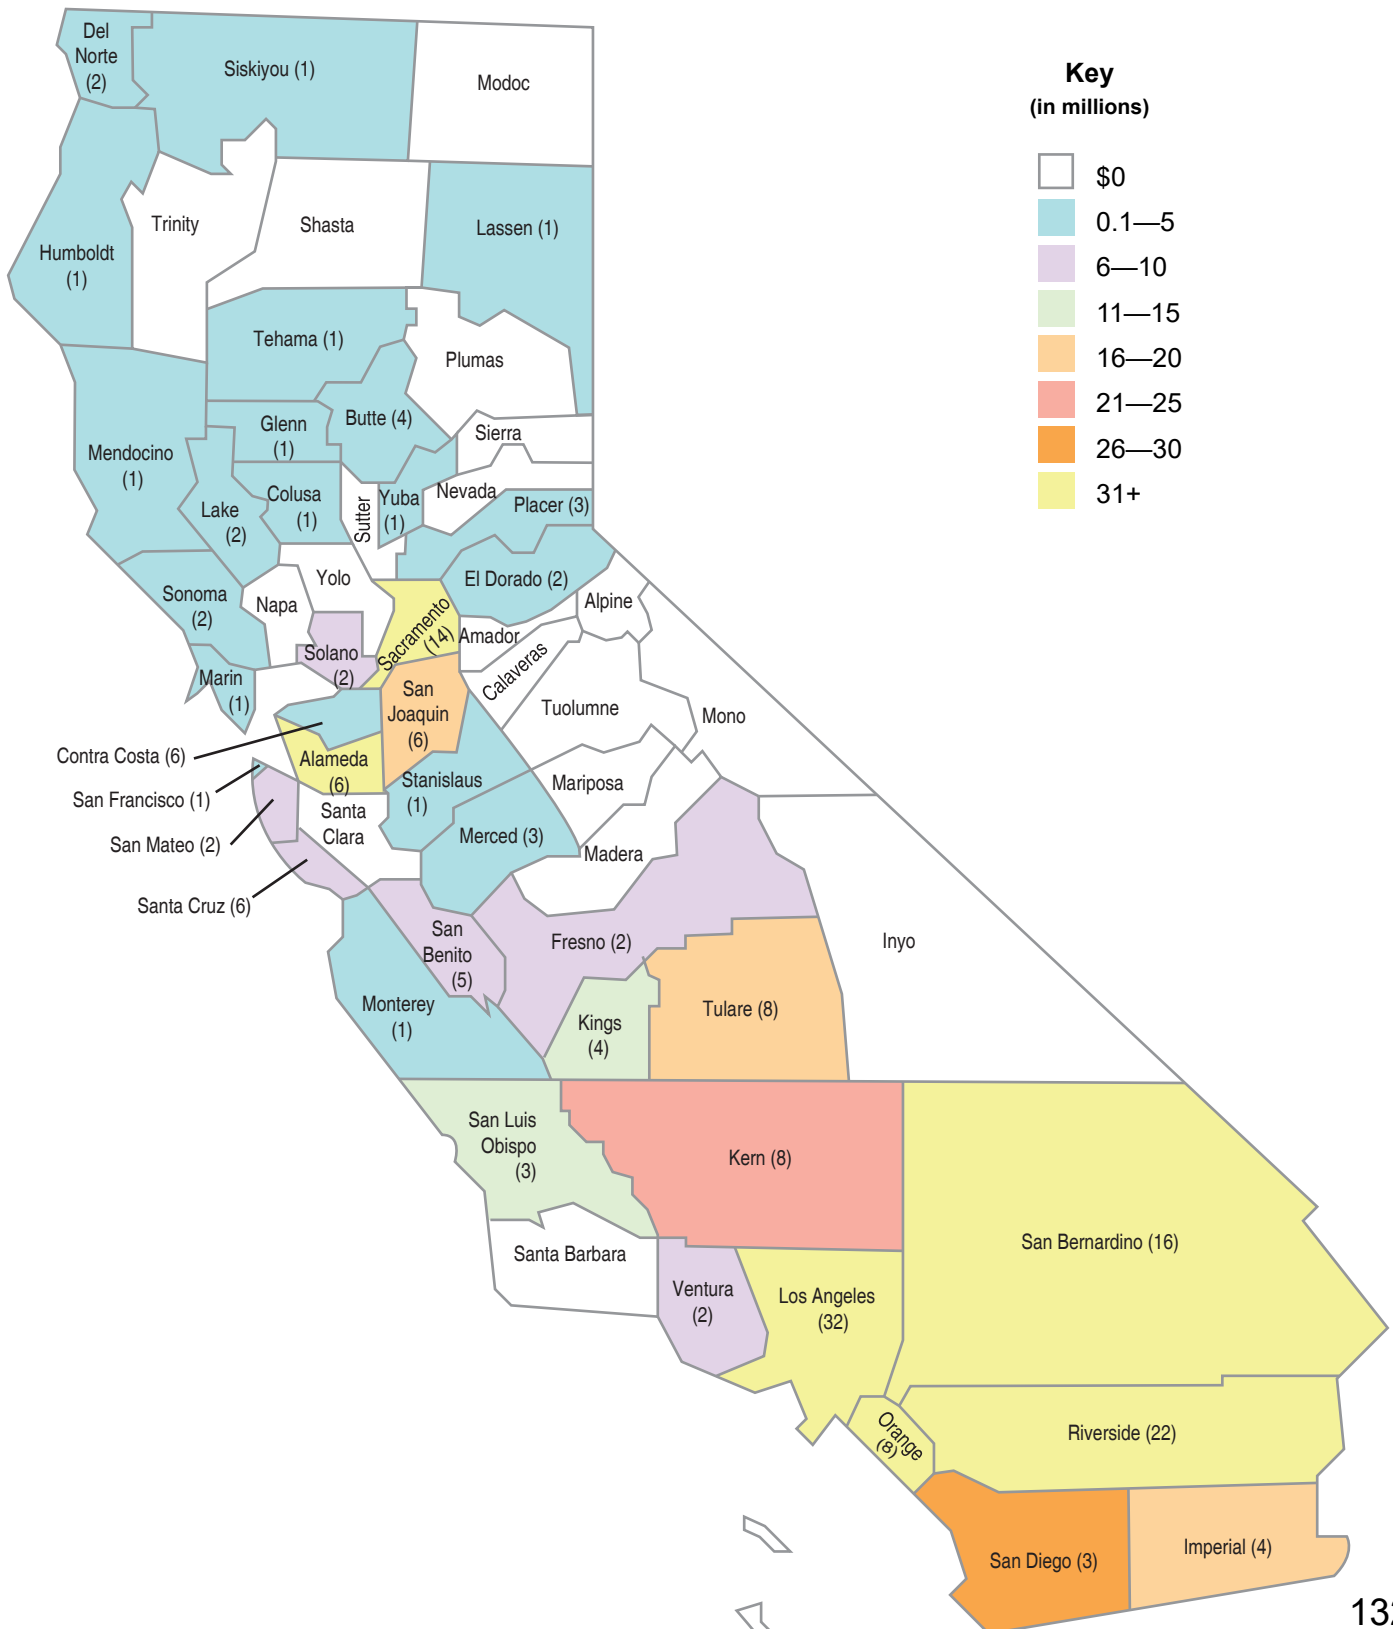 Del
Norte
(2)
Siskiyou (1)
Modoc
Key
(in millions)
$0
0.1—5
6—10
11—15
16—20
21—25
26—30
31+
Humboldt
(1)
Trinity
Shasta
Lassen (1)
Tehama (1)
Plumas
Mendocino
(1)
Glenn
(1)
Butte (4)
Sierra
Lake
(2)
Colusa
(1)
Sutter
Yuba
(1)
Nevada
Placer (3)
El Dorado (2)
Sonoma
(2)
Napa
Yolo
Sacramento
(14)
Amador
Alpine
Solano
(2)
Marin
(1)
Calaveras
San
Joaquin
(6)
Tuolumne
Mono
Contra Costa (6)
Alameda
(6)
Stanislaus
(1)
Mariposa
San Francisco (1)
Santa
Clara
San Mateo (2)
Merced (3)
Madera
Santa Cruz (6)
San
Benito
(5)
Fresno (2)
Inyo
Monterey
(1)
Kings
(4)
Tulare (8)
San Luis
Obispo
(3)
Kern (8)
Santa Barbara
Ventura
(2)
Los Angeles
(32)
San Bernardino (16)
Orange
(8)
Riverside (22)
San Diego (3)
Imperial (4)